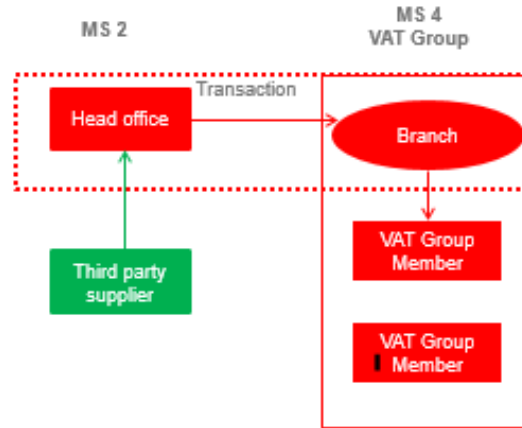 MS 2
MS 4
VAT Group
Transaction
Head office
Branch
Third party
supplier
VAT Group
Member
VAT Group
Member